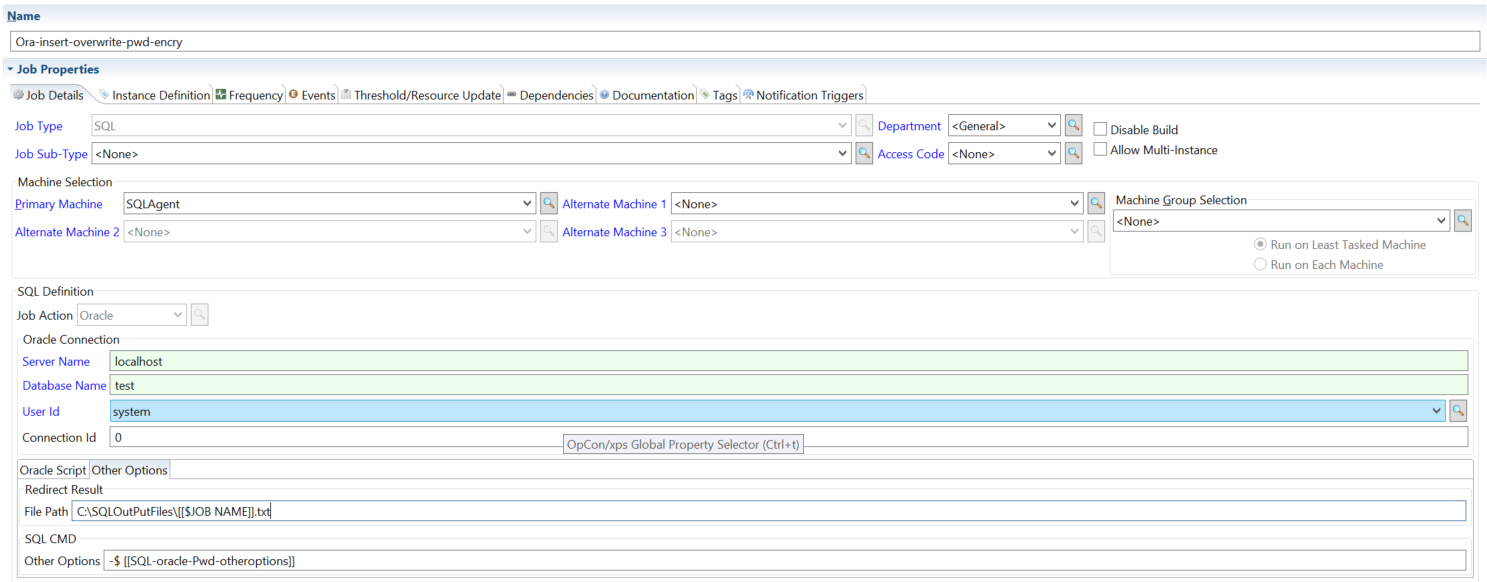 Name
Ora-insert-overwrite-pwd-encry
Job Properties
Job Details Instance Definition Frequency Events Threshold/Resource Update Dependencies Documentation Tags Notification Triggers
Job Type SQL Department <General> Disable Build
Job Sub-Type <None> Access Code <None> Allow Multi-Instance
Machine Selection
Primary Machine SQLAgent Alternate Machine 1 <None> Machine Group Selection
<None>
Alternate Machine 2 <None> Alternate Machine 3 <None>
Run on Least Tasked Machine
Run on Each Machine
SQL Definition
Job Action Oracle
Oracle Connection
Server Name localhost
Database Name test
User Id system
Connection Id 0
OpCon/xps Global Property Selector (Ctrl+t)
Oracle Script Other Options
Redirect Result
File Path C:\SQLOutPutFiles\[[$JOB NAME]].txt
SQL CMD
Other Options -$ [[SQL-oracle-Pwd-otheroptions]]